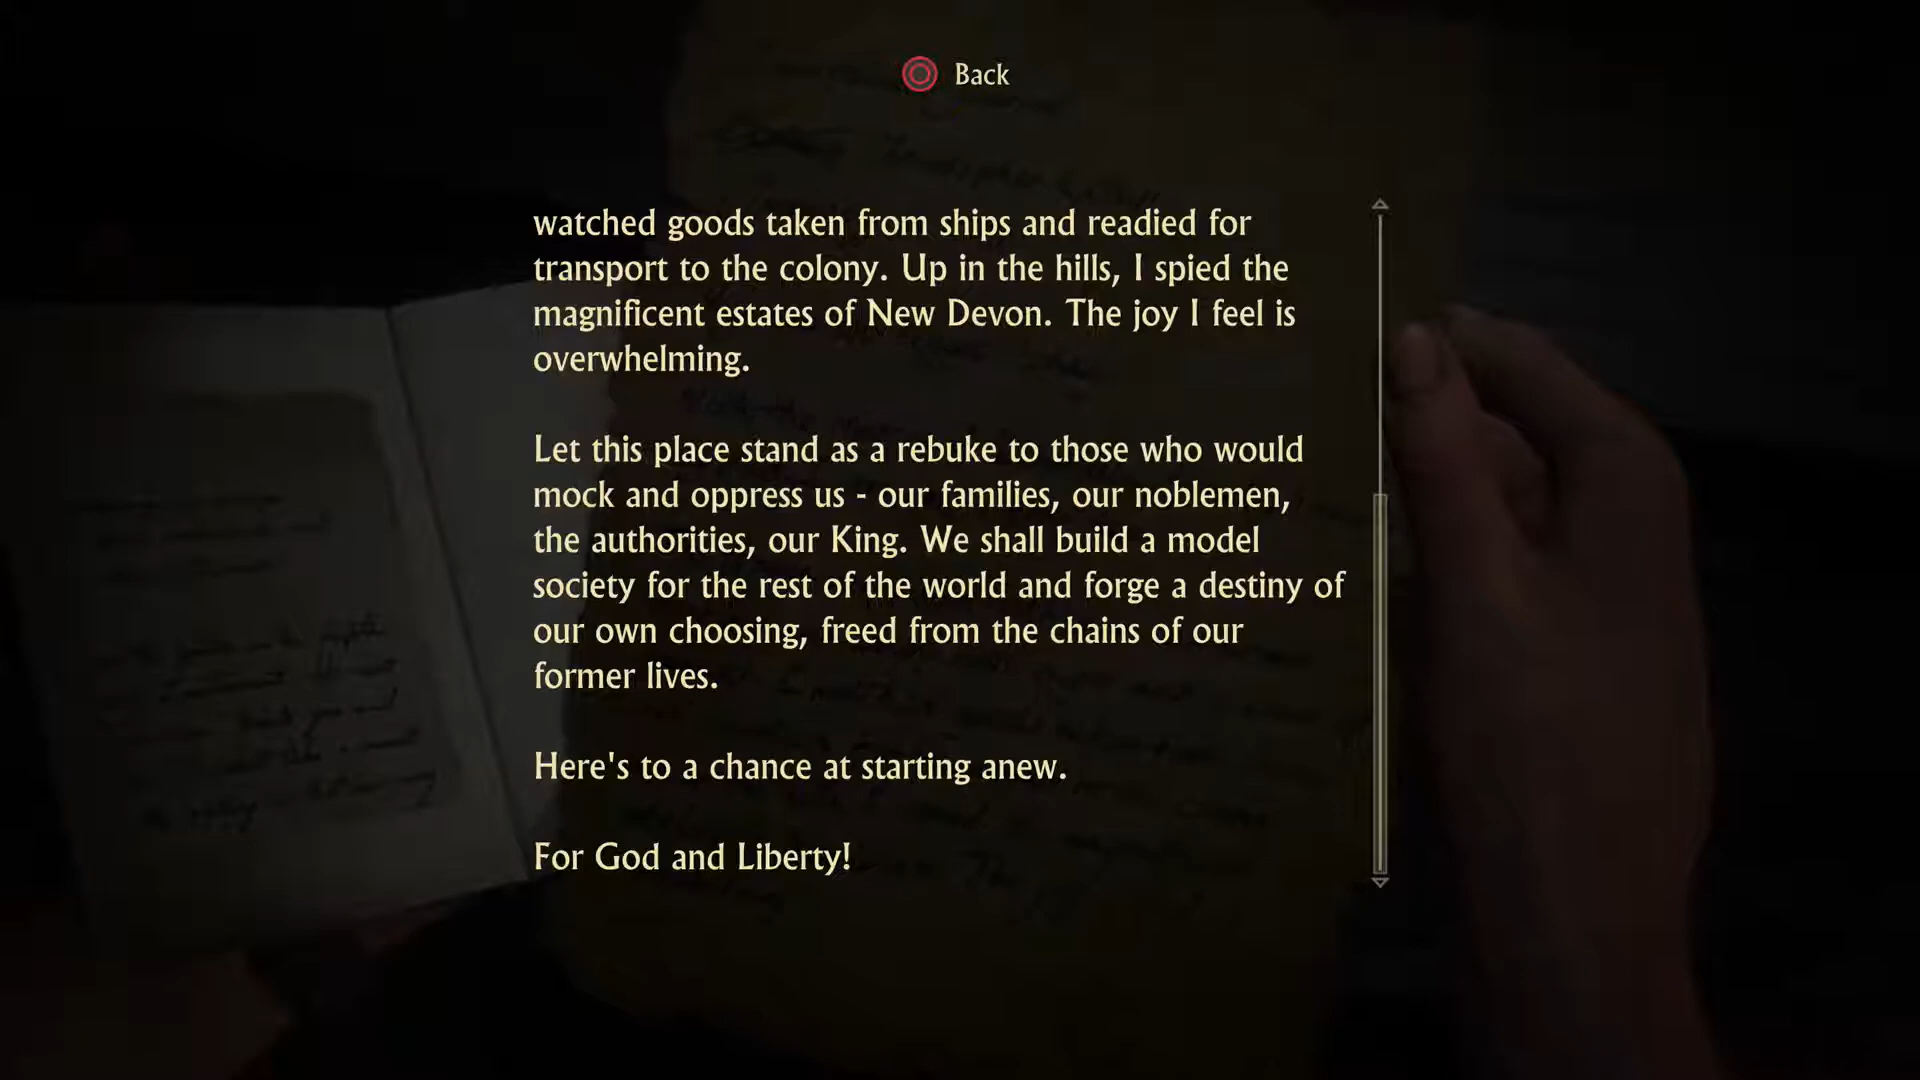 Back
watched goods taken from ships and readied for
transport to the colony. Up in the hills, I spied the
magnificent estates of New Devon. The joy I feel is
overwhelming.
Let this place stand as a rebuke to those who would
mock and oppress us - our families, our noblemen,
the authorities, our King. We shall build a model
society for the rest of the world and forge a destiny of
our own choosing, freed from the chains of our
former lives.
Here's to a chance at starting anew.
For God and Liberty!